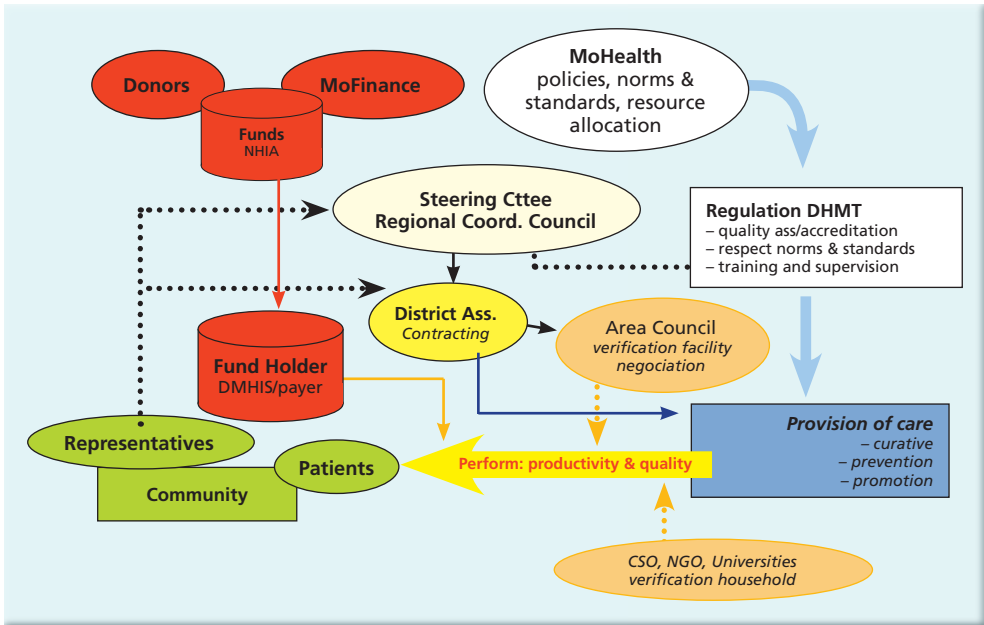 Donors
MoFinance
Funds
NHIA
MoHealth
policies, norms &
standards, resource
allocation
Steering Cttee
Regional Coord. Council
Regulation DHMT
– quality ass/accreditation
– respect norms & standards
– training and supervision
District Ass.
Contracting
Area Council
verification facility
negociation
Fund Holder
DMHIS/payer
Provision of care
– curative
– prevention
– promotion
Representatives
Patients
Perform: productivity & quality
Community
CSO, NGO, Universities
verification household